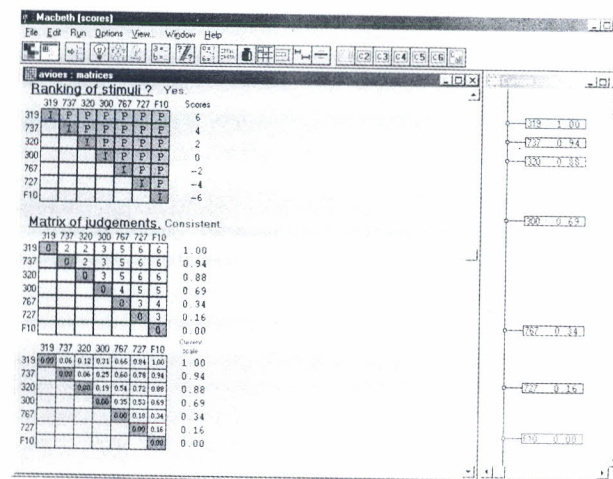 Macbeth (scores)
File Edit Run Options View... Window Help
C2 C3 C4 C5 C6
avioes : matrices
Ranking of stimuli ? Yes.
319 737 320 300 767 727 F10 Scores
319 I P P P P P P 6
737 I P P P P P 4
320 I P P P P 2
300 I P P P 0
767 I P P -2
727 I P -4
F10 I -6
Matrix of judgements. Consistent.
319 737 320 300 767 727 F10
319 0 2 2 3 5 6 6 1.00
737 0 2 3 5 6 6 0.94
320 0 3 5 6 6 0.88
300 0 4 5 5 0.69
767 0 3 4 0.34
727 0 3 0.16
F10 0 0.00
Current scale
319 737 320 300 767 727 F10
319 0.00 0.06 0.12 0.31 0.66 0.84 1.00 1.00
737 0.00 0.06 0.25 0.60 0.78 0.94 0.94
320 0.00 0.19 0.54 0.72 0.88 0.88
300 0.00 0.35 0.53 0.69 0.69
767 0.00 0.18 0.34 0.34
727 0.00 0.16 0.16
F10 0.00 0.00
319 1.00
737 0.94
320 0.88
300 0.69
767 0.34
727 0.16
F10 0.00